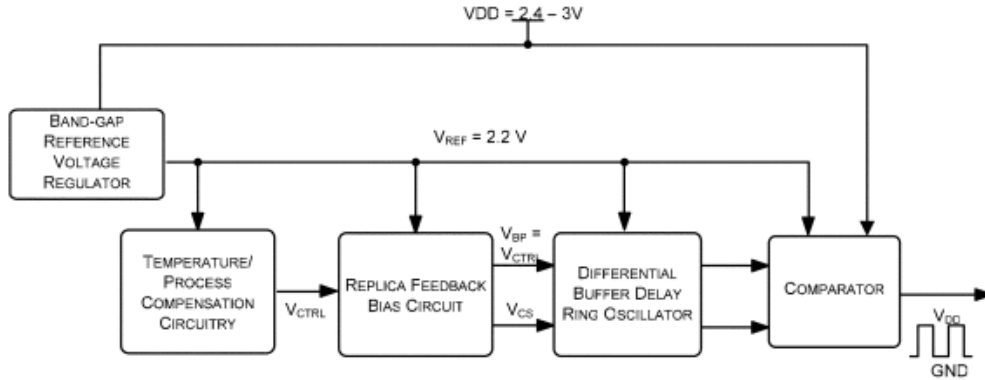 VDD = 2.4 – 3V
BAND-GAP
REFERENCE
VOLTAGE
REGULATOR
VREF = 2.2 V
TEMPERATURE/
PROCESS
COMPENSATION
CIRCUITRY
VCTRL
REPLICA FEEDBACK
BIAS CIRCUIT
VBP =
VCTRL
VCS
DIFFERENTIAL
BUFFER DELAY
RING OSCILLATOR
COMPARATOR
VDD
GND